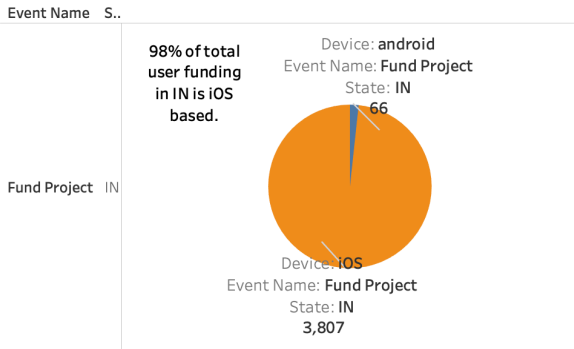 Event Name S..
98% of total
user funding
in IN is iOS
based.
Device: android
Event Name: Fund Project
State: IN
66
Fund Project IN
Device: iOS
Event Name: Fund Project
State: IN
3,807